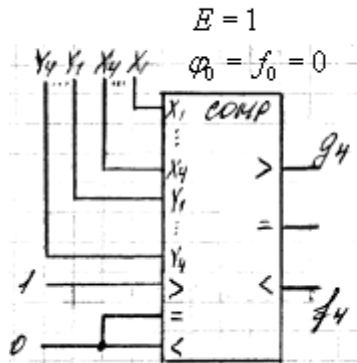 E = 1
φ₀ = f₀ = 0
Y4 ... Y1 X4 ... X1
X1 COMP
⋮
X4 > g4
Y1
⋮ =
Y4
1 > < f4
=
0 <